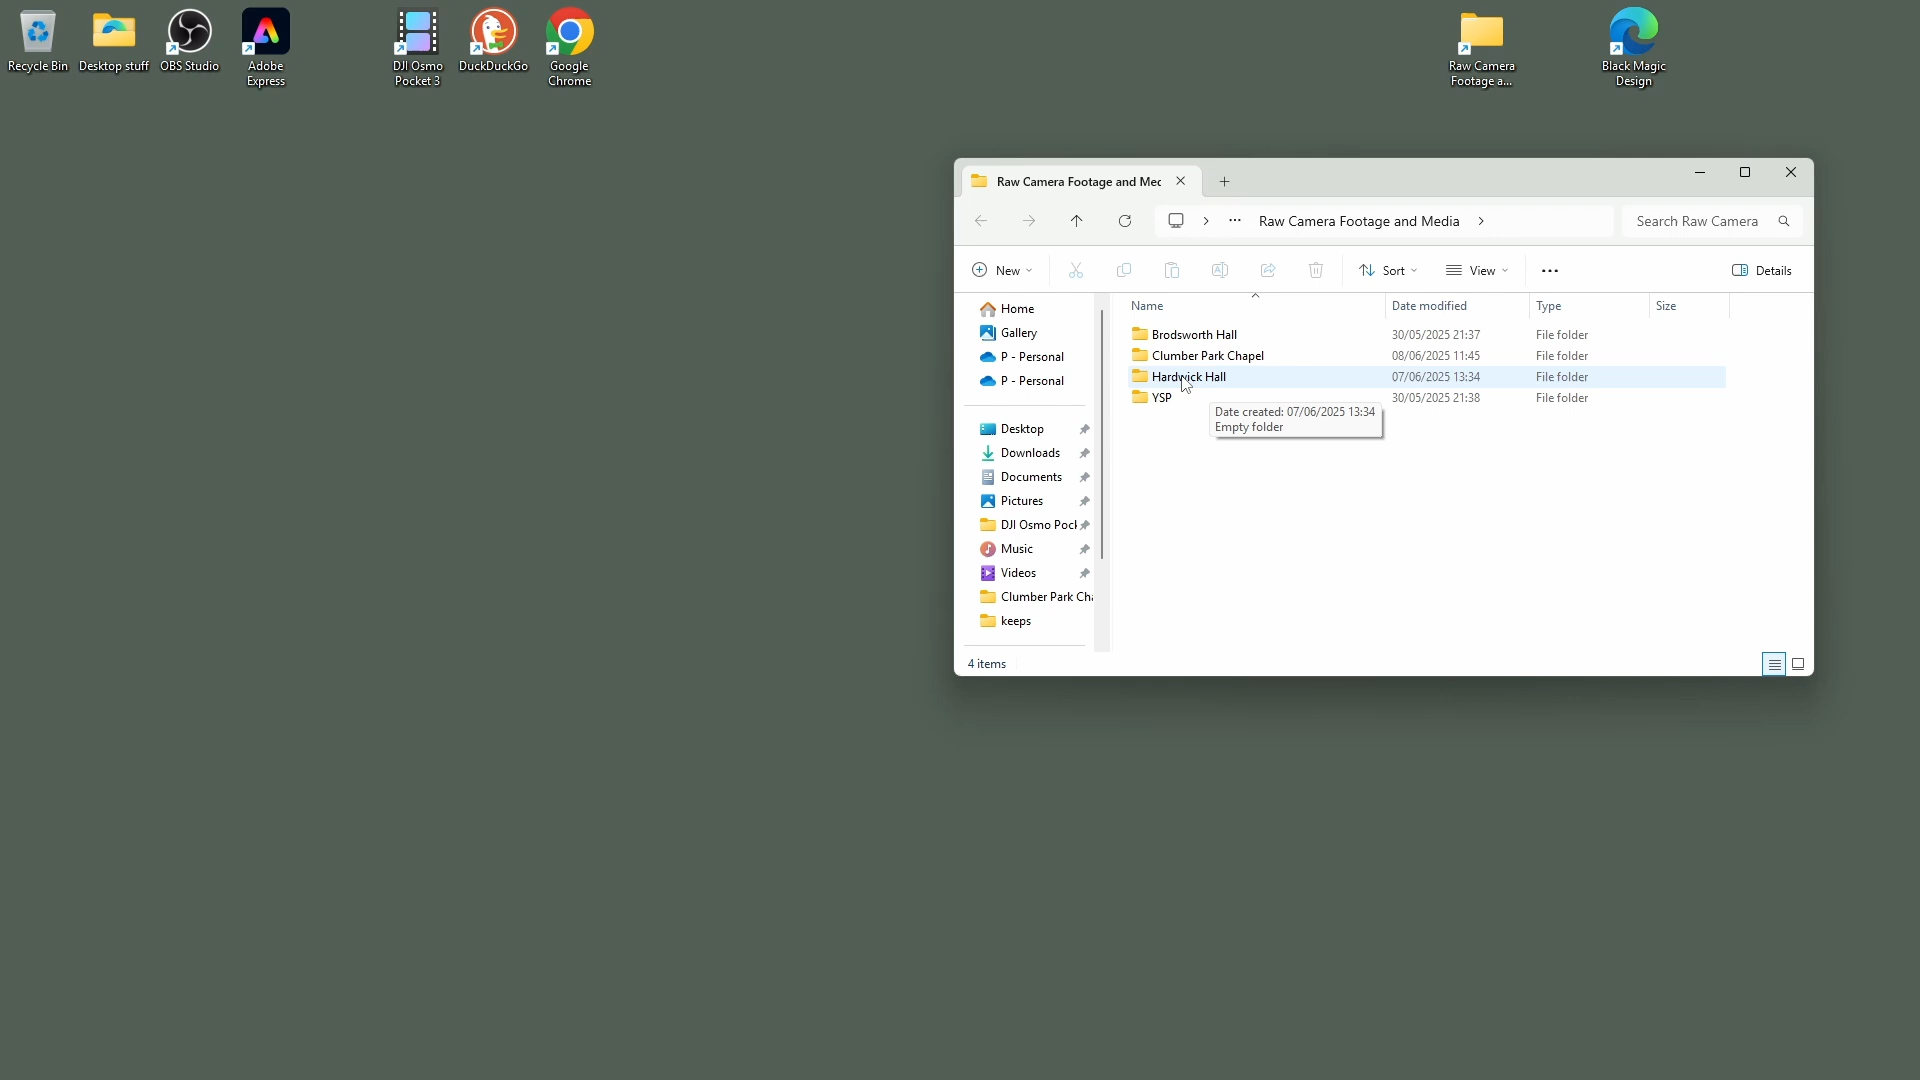 Recycle Bin
Desktop stuff
OBS Studio
Adobe
Express
DJI Osmo
Pocket 3
DuckDuckGo
Google
Chrome
Raw Camera
Footage a...
Black Magic
Design
Raw Camera Footage and Med
Raw Camera Footage and Media
Search Raw Camera
New
Sort
View
Details
Home
Gallery
P - Personal
P - Personal
Desktop
Downloads
Documents
Pictures
DJI Osmo Pock
Music
Videos
Clumber Park Cha
keeps
Name Date modified Type Size
Brodsworth Hall 30/05/2025 21:37 File folder
Clumber Park Chapel 08/06/2025 11:45 File folder
Hardwick Hall 07/06/2025 13:34 File folder
YSP 30/05/2025 21:38 File folder
Date created: 07/06/2025 13:34
Empty folder
4 items